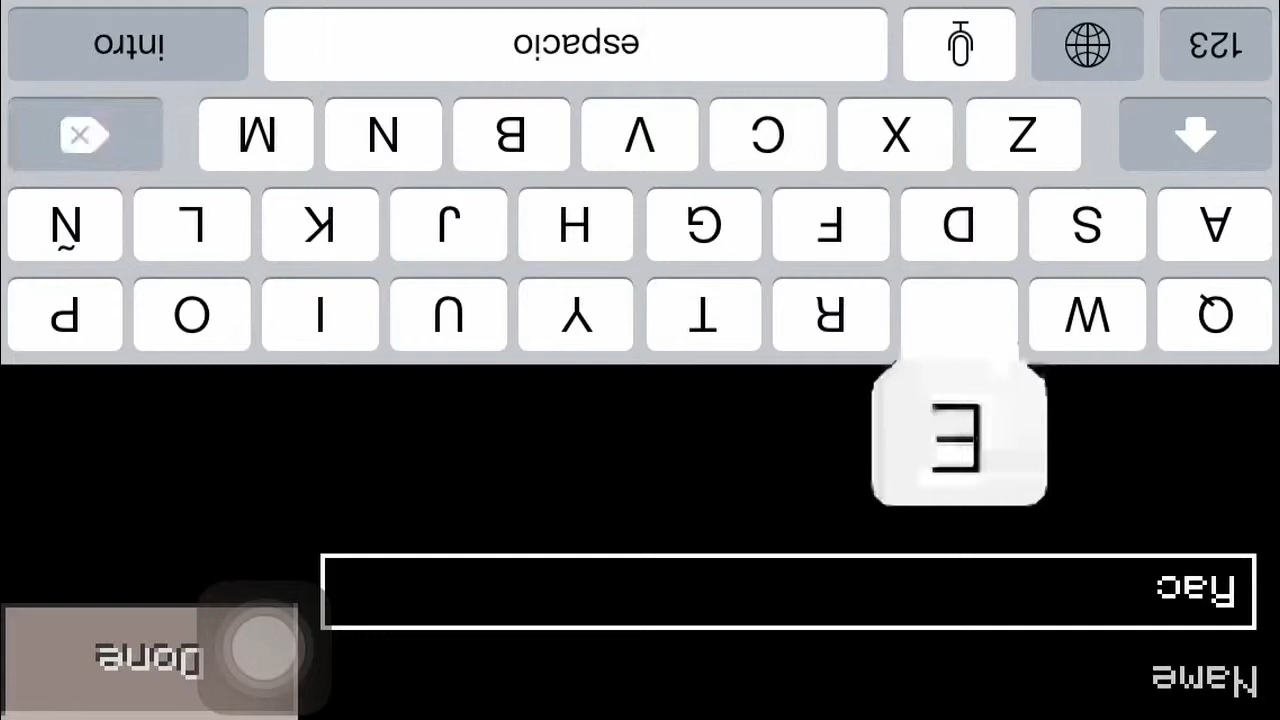 Name
Done
Rac
E
Q W R T Y U I O P
A S D F G H J K L Ñ
Z X C V B N M
123 espacio intro